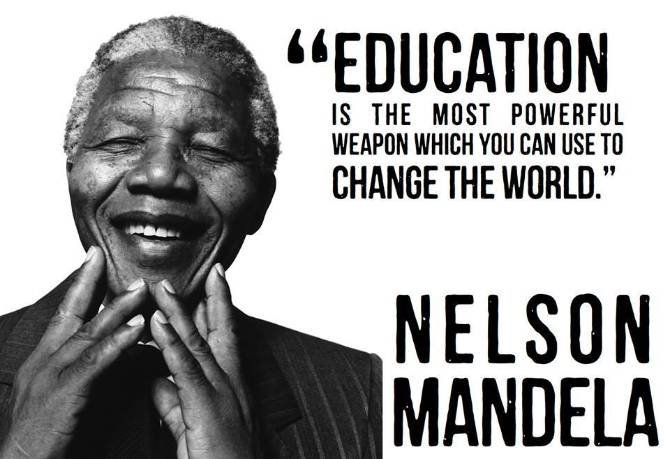 “EDUCATION
IS THE MOST POWERFUL
WEAPON WHICH YOU CAN USE TO
CHANGE THE WORLD.”
NELSON
MANDELA